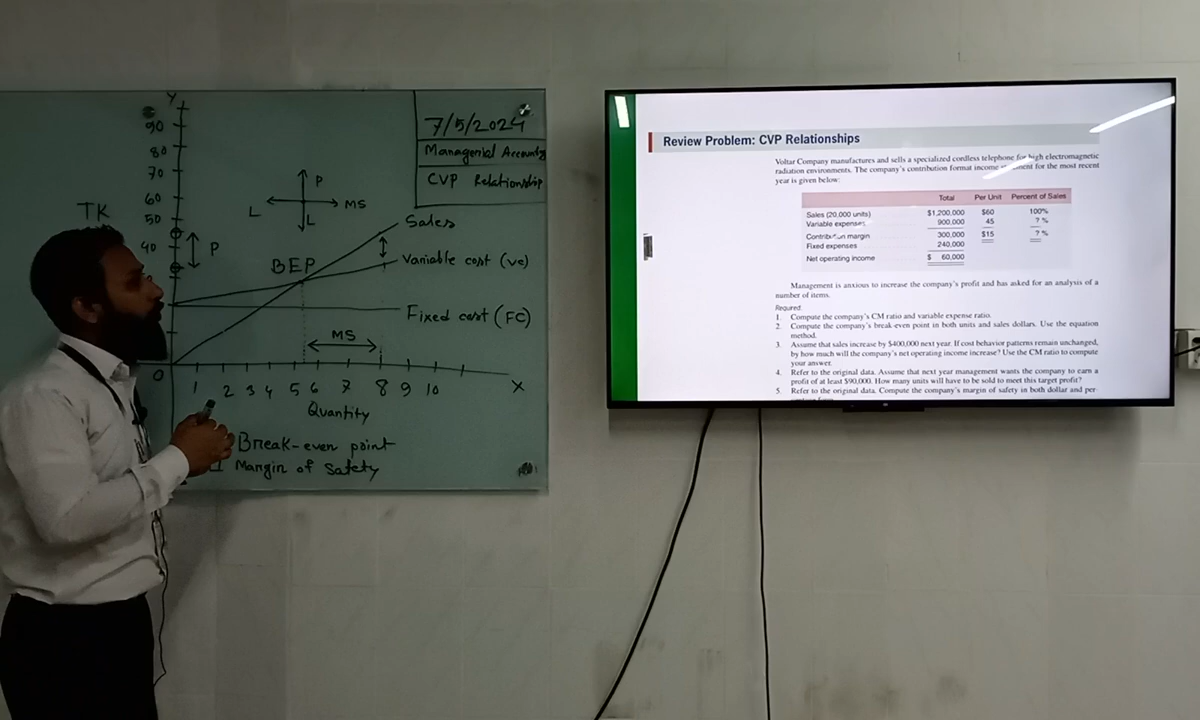 7/5/2024
Managerial Account
CVP Relationship
Y
90
80
70
60
50
40
TK
P
L
MS
L
P
Sales
BEP
Variable cost (vc)
Fixed cost (FC)
MS
0 1 2 3 4 5 6 7 8 9 10 X
Quantity
Break-even point
Margin of Safety
Review Problem: CVP Relationships
Voltar Company manufactures and sells a specialized cordless telephone for high electromagnetic
radiation environments. The company's contribution format income for the most recent
year is given below:
Total Per Unit Percent of Sales
Sales (20,000 units) $1,200,000 $60 100%
Variable expenses 900,000 45 ? %
Contribution margin 300,000 $15 ? %
Fixed expenses 240,000
Net operating income $ 60,000
Management is anxious to increase the company's profit and has asked for an analysis of a
number of items.
Required:
1. Compute the company's CM ratio and variable expense ratio.
2. Compute the company's break-even point in both units and sales dollars. Use the equation
method.
3. Assume that sales increase by $400,000 next year. If cost behavior patterns remain unchanged,
by how much will the company's net operating income increase? Use the CM ratio to compute
your answer.
4. Refer to the original data. Assume that next year management wants the company to earn a
profit of at least $90,000. How many units will have to be sold to meet this target profit?
5. Refer to the original data. Compute the company's margin of safety in both dollar and per-